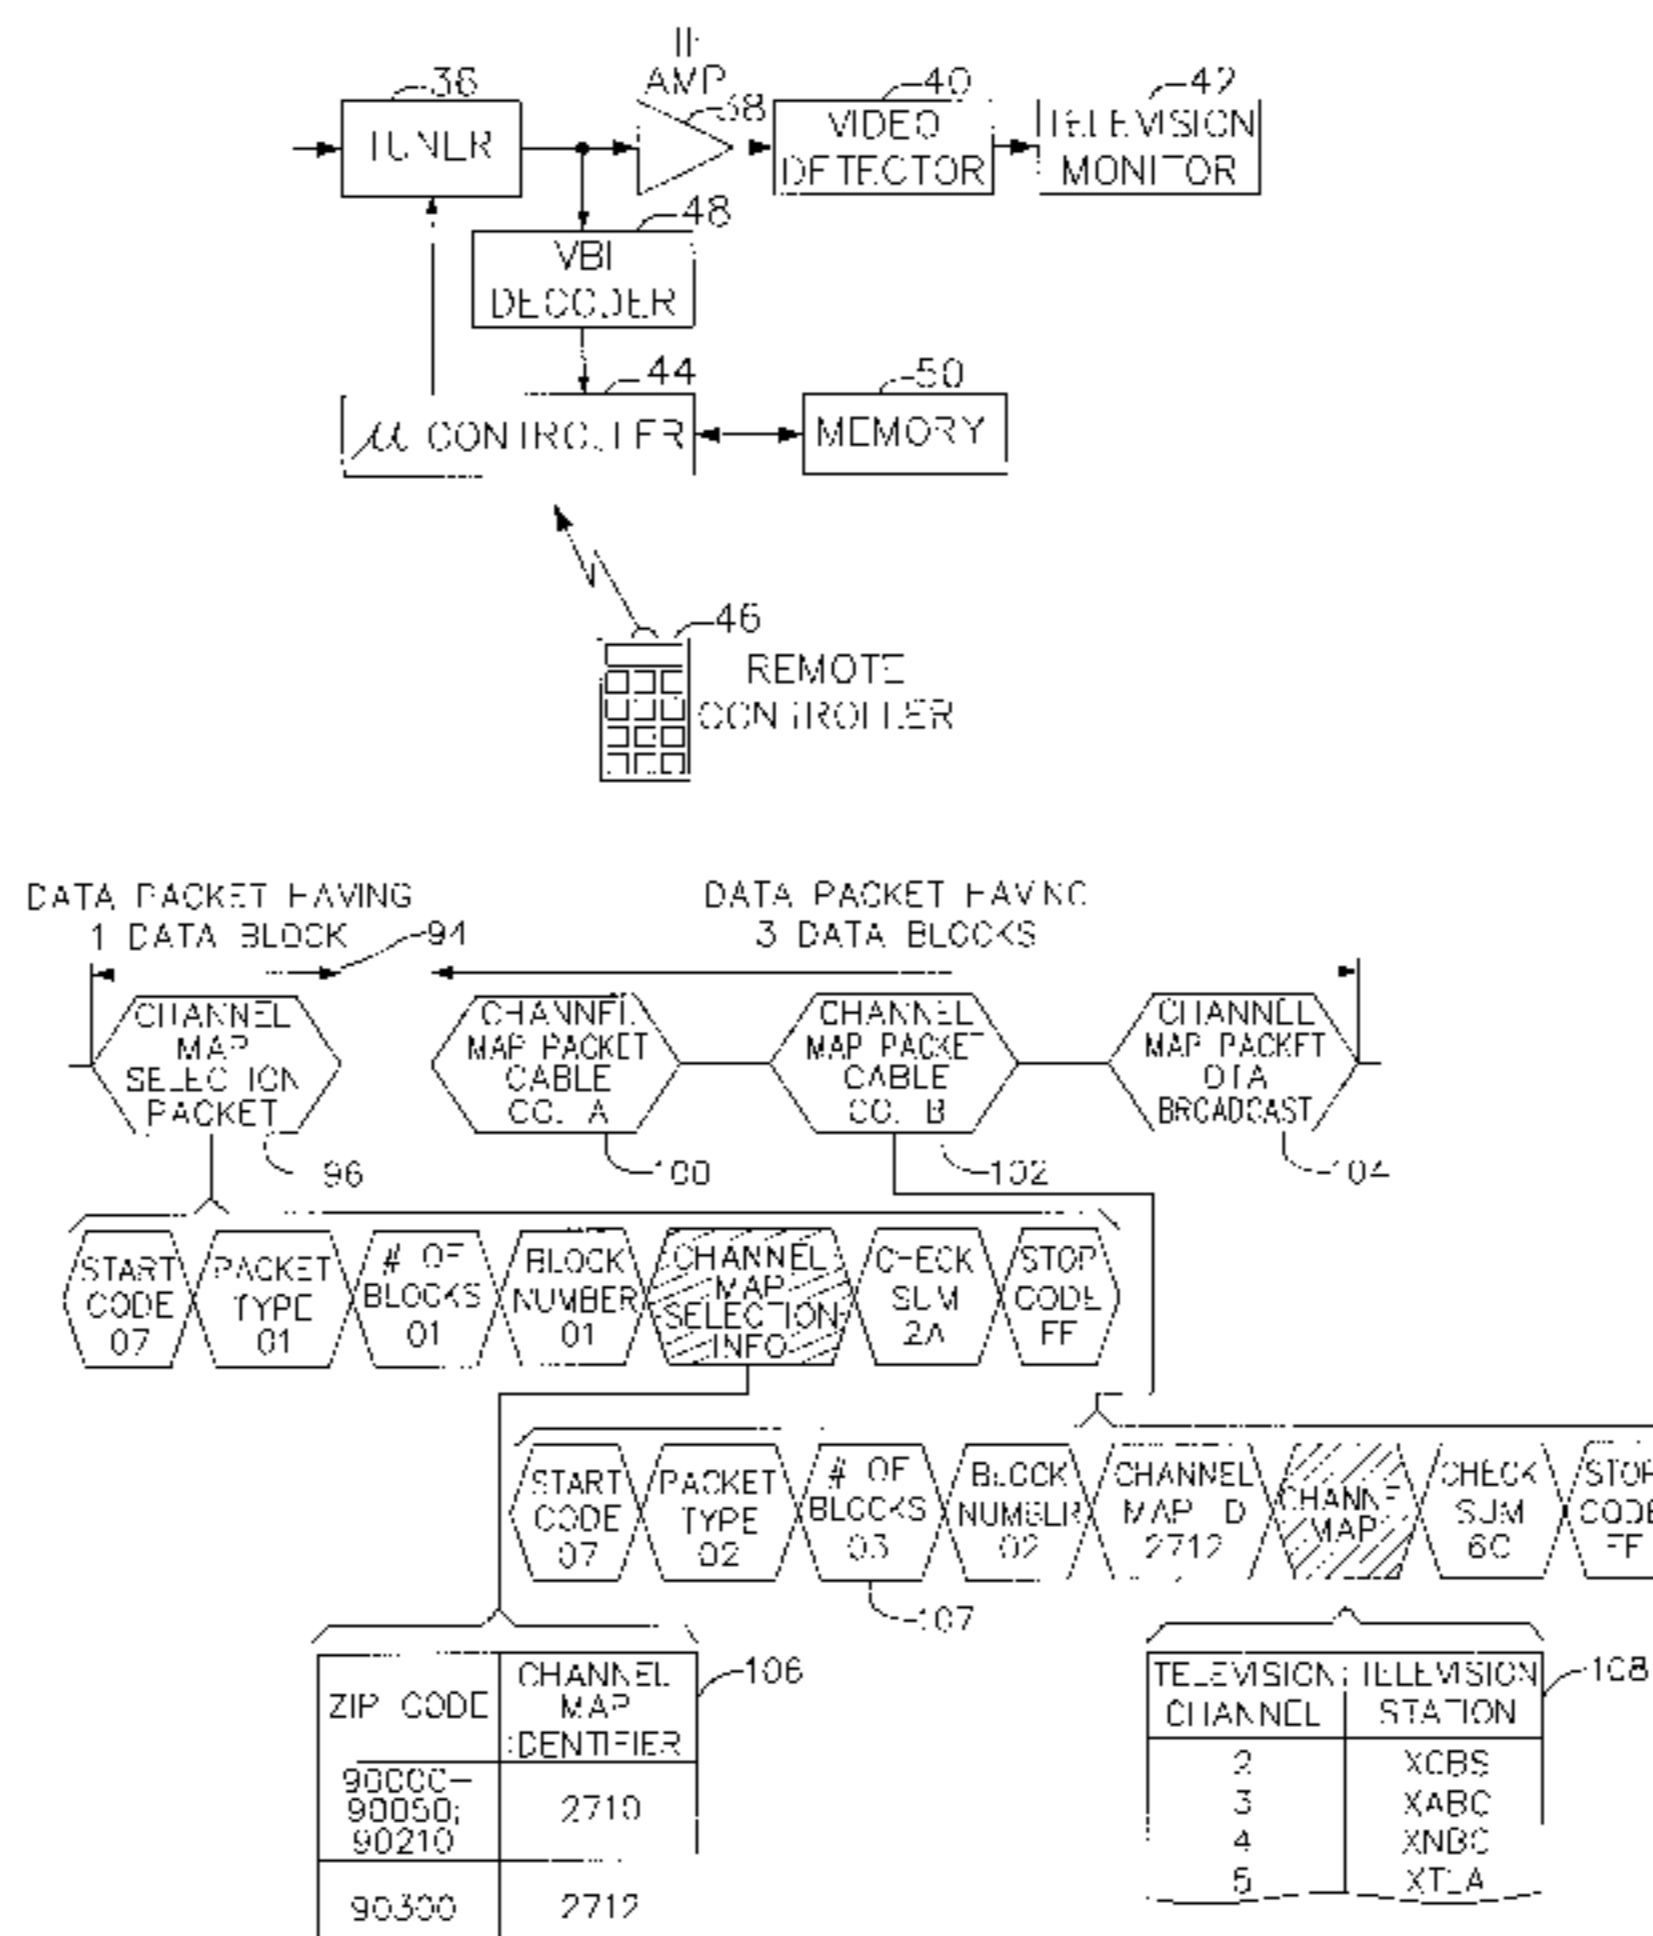 IF
AMP
36
38
40
42
TUNER
VIDEO
DETECTOR
TELEVISION
MONITOR
48
VBI
DECODER
44
50
μ CONTROLLER
MEMORY
46
REMOTE
CONTROLLER
DATA PACKET HAVING
1 DATA BLOCK
94
DATA PACKET HAVING
3 DATA BLOCKS
CHANNEL
MAP
SELECTION
PACKET
CHANNEL
MAP PACKET
CABLE
CO. A
CHANNEL
MAP PACKET
CABLE
CO. B
CHANNEL
MAP PACKET
OTA
BROADCAST
96
100
102
104
START
CODE
07
PACKET
TYPE
01
# OF
BLOCKS
01
BLOCK
NUMBER
01
CHANNEL
MAP
SELECTION
INFO
CHECK
SUM
2A
STOP
CODE
FF
START
CODE
07
PACKET
TYPE
02
# OF
BLOCKS
03
BLOCK
NUMBER
02
CHANNEL
MAP ID
2712
CHANNEL
MAP
CHECK
SUM
6C
STOP
CODE
FF
107
106
ZIP CODE
CHANNEL
MAP
IDENTIFIER
90000-
90050;
90210
2710
90300
2712
108
TELEVISION
CHANNEL
TELEVISION
STATION
2 XCBS
3 XABC
4 XNBC
5 XTLA